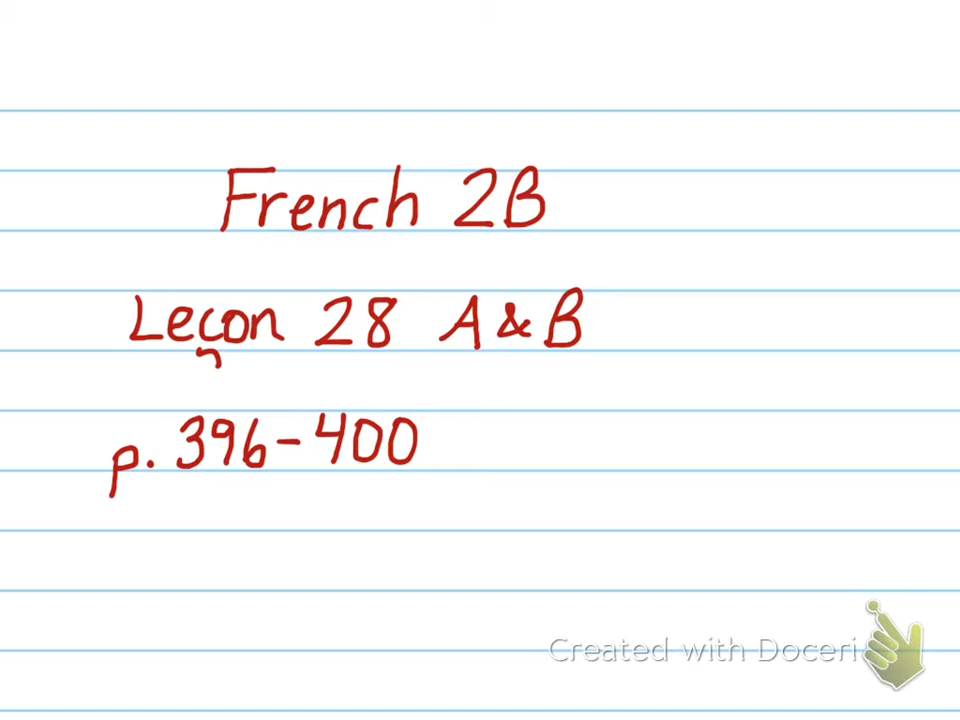 French 2B
Leçon 28 A & B
p. 396-400
Created with Doceri